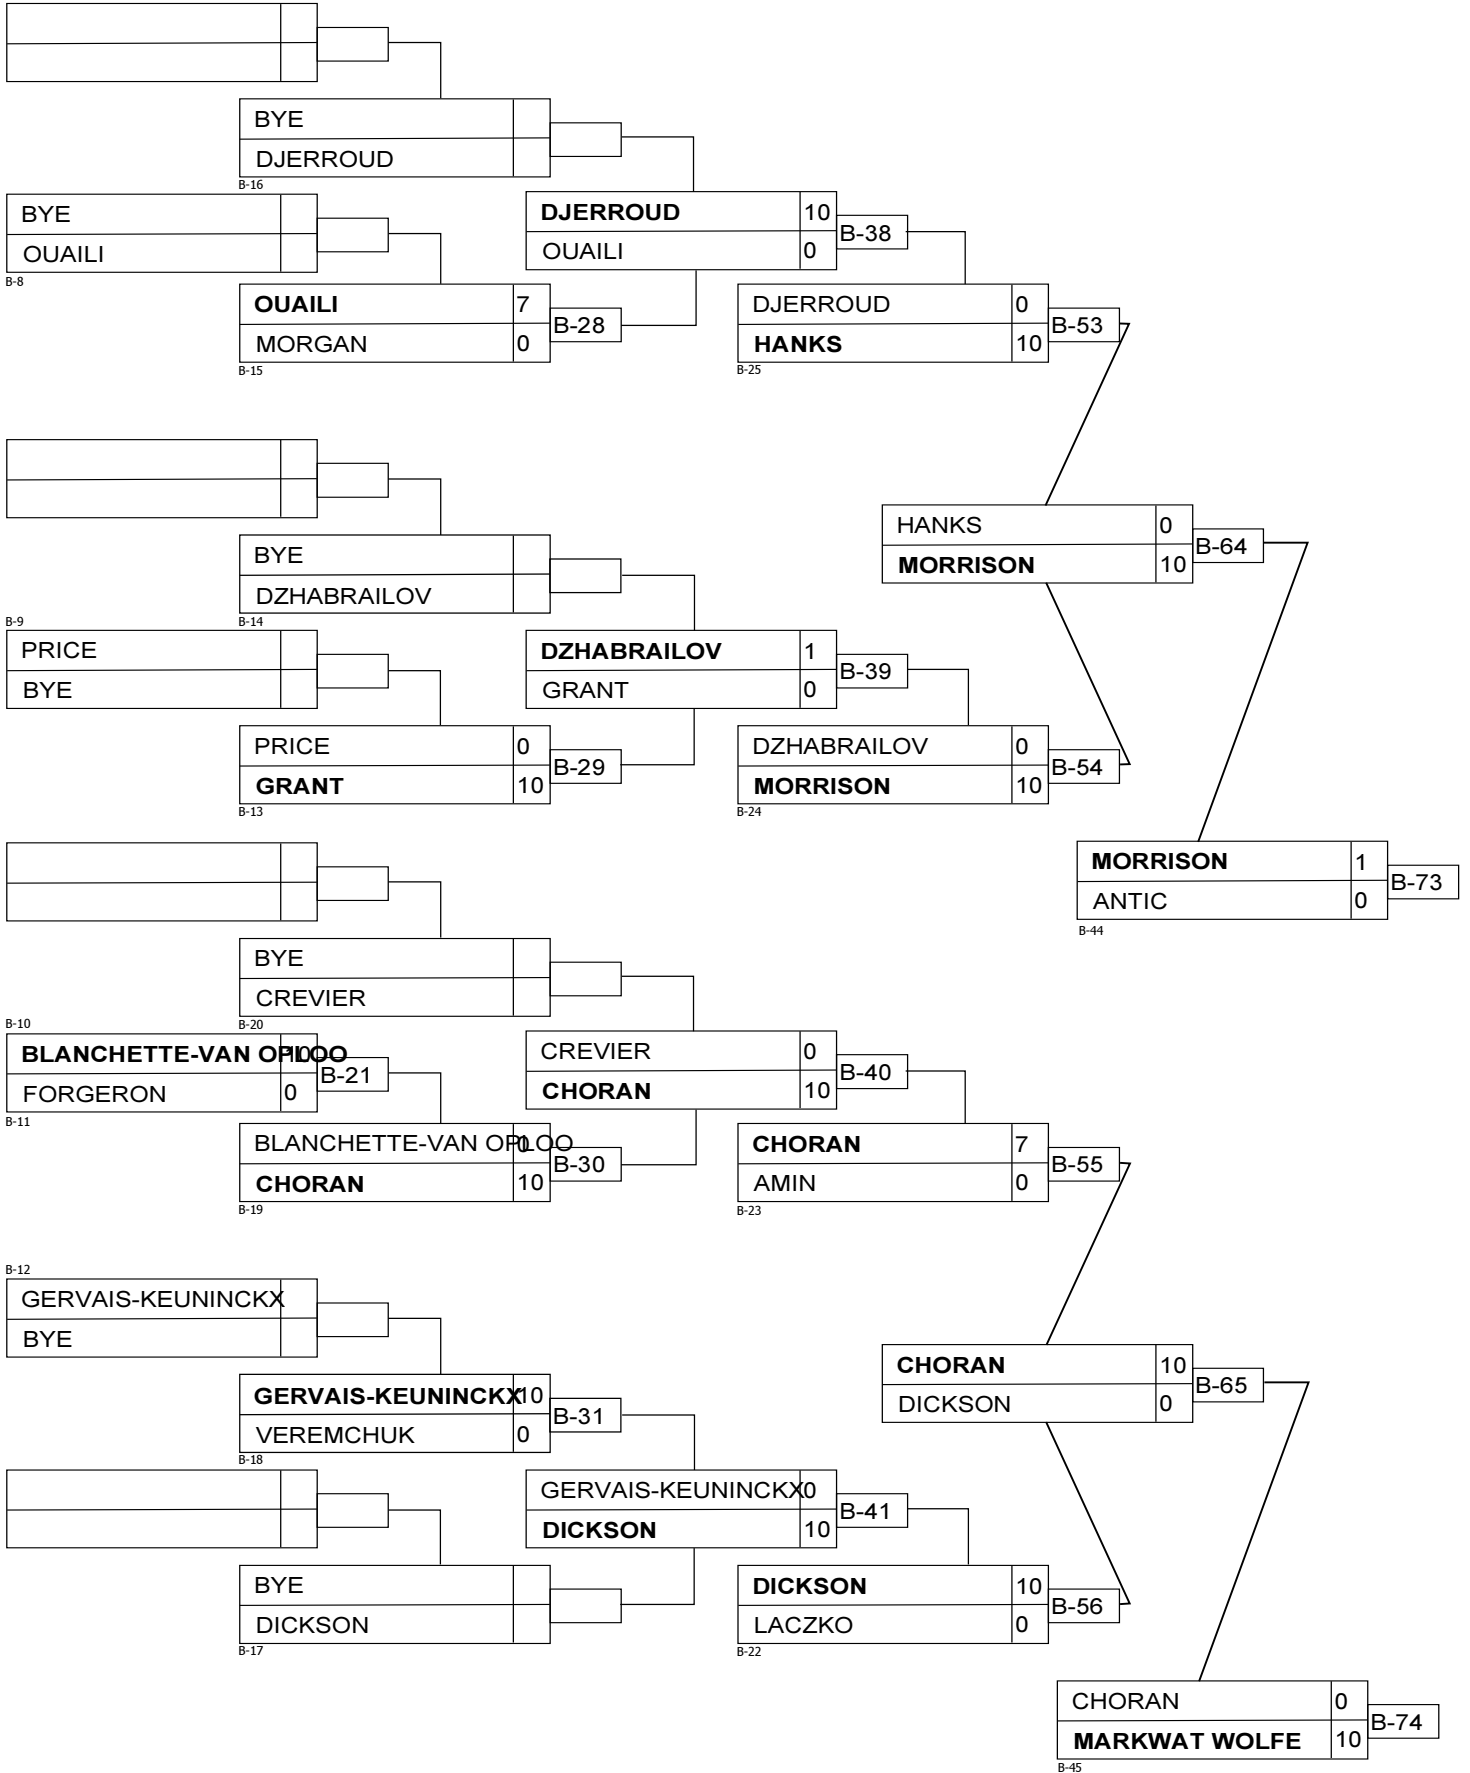 BYE
DJERROUD
B-16
BYE
OUAILI
B-8
DJERROUD 10
OUAILI 0
B-38
OUAILI 7
MORGAN 0
B-28
B-15
DJERROUD 0
HANKS 10
B-53
B-25
BYE
DZHABRAILOV
B-14
HANKS 0
MORRISON 10
B-64
B-9
PRICE
BYE
DZHABRAILOV 1
GRANT 0
B-39
PRICE 0
GRANT 10
B-29
B-13
DZHABRAILOV 0
MORRISON 10
B-54
B-24
MORRISON 1
ANTIC 0
B-73
B-44
BYE
CREVIER
B-20
B-10
BLANCHETTE-VAN OPLOO 10
FORGERON 0
B-21
B-11
CREVIER 0
CHORAN 10
B-40
BLANCHETTE-VAN OPLOO 0
CHORAN 10
B-30
B-19
CHORAN 7
AMIN 0
B-55
B-23
B-12
GERVAIS-KEUNINCKX
BYE
GERVAIS-KEUNINCKX 10
VEREMCHUK 0
B-31
B-18
CHORAN 10
DICKSON 0
B-65
GERVAIS-KEUNINCKX 0
DICKSON 10
B-41
BYE
DICKSON
B-17
DICKSON 10
LACZKO 0
B-56
B-22
CHORAN 0
MARKWAT WOLFE 10
B-74
B-45